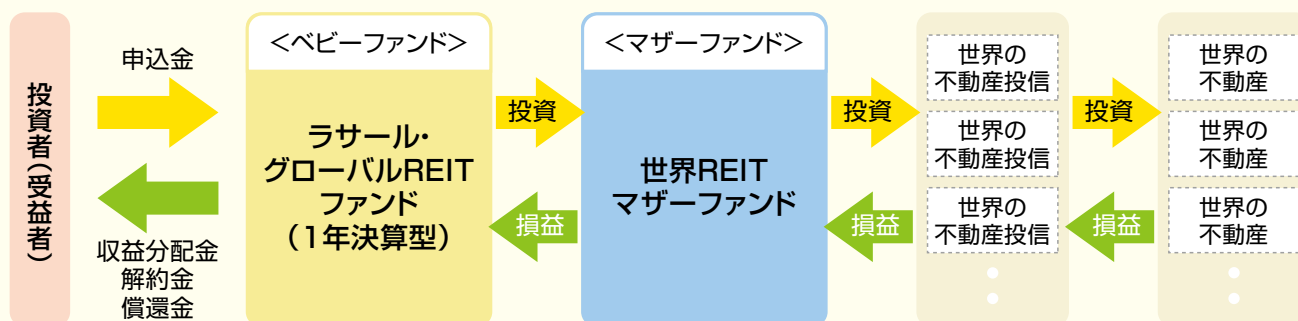 投資者(受益者)
申込金
収益分配金
解約金
償還金
<ベビーファンド>
ラサール・
グローバルREIT
ファンド
(1年決算型)
投資
損益
<マザーファンド>
世界REIT
マザーファンド
投資
損益
世界の
不動産投信
世界の
不動産投信
世界の
不動産投信
投資
損益
世界の
不動産
世界の
不動産
世界の
不動産